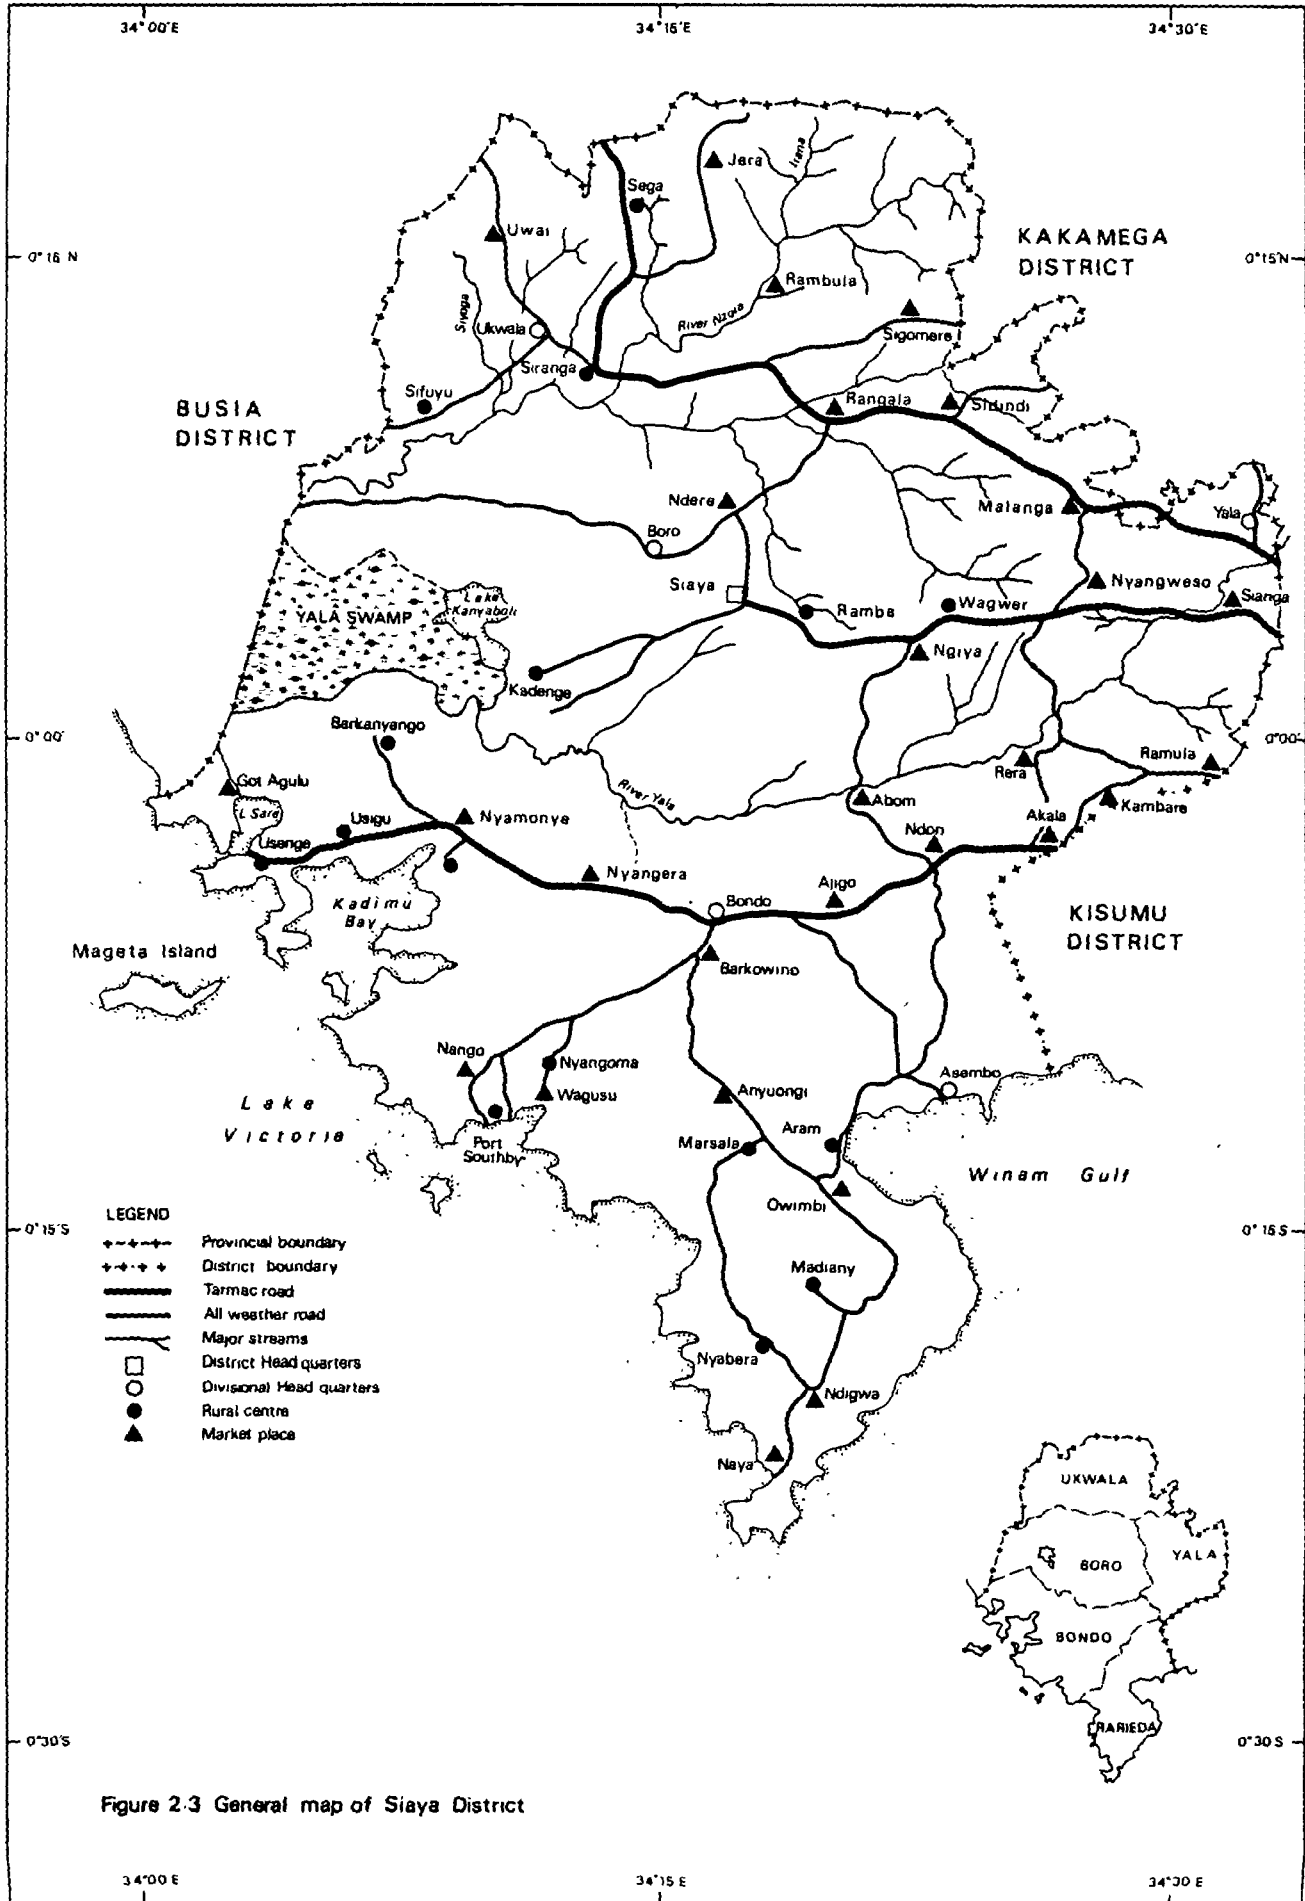 34°00'E 34°15'E 34°30'E
Jera
Irena
Sega
Uwai
KAKAMEGA
DISTRICT
0°15 N
0°15'N
Rambula
Siyoga
River Nzoia
Ukwala
Sigomere
Siranga
Sifuyu
Rangala
Sidindi
BUSIA
DISTRICT
Ndere
Malanga
Yala
Boro
Siaya
Nyangweso
Lake
Kanyaboli
Ramba
Wagwer
Sianga
YALA SWAMP
Ngiya
Kadenge
Barkanyango
0°00'
0°00'
Ramula
Rera
Got Agulu
River Yala
Abom
Kambare
L Sare
Usigu
Nyamonye
Akala
Usenge
Ndori
Nyangera
Ajigo
Kadimu
Bay
Bondo
KISUMU
DISTRICT
Mageta Island
Barkowino
Nango
Nyangoma
Asembo
Wagusu
Anyuongi
Lake
Victoria
Aram
Marsala
Port
Southby
Winam Gulf
Owimbi
LEGEND
0°15'S
0°15'S
Provincial boundary
District boundary
Madiany
Tarmac road
All weather road
Major streams
District Head quarters
Nyabera
Divisional Head quarters
Ndigwa
Rural centre
Market place
Naya
UKWALA
YALA
BORO
BONDO
RARIEDA
0°30'S
0°30 S
Figure 2.3 General map of Siaya District
34°00 E 34°15 E 34°30 E